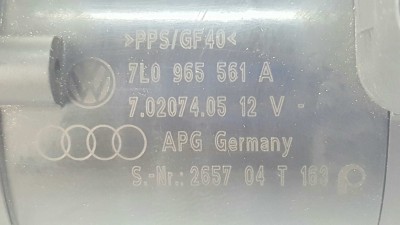 >PPS/GF40<
7L0 965 561 A
7.02074.05 12 V -
APG Germany
S.-Nr.: 2657 04 T 163